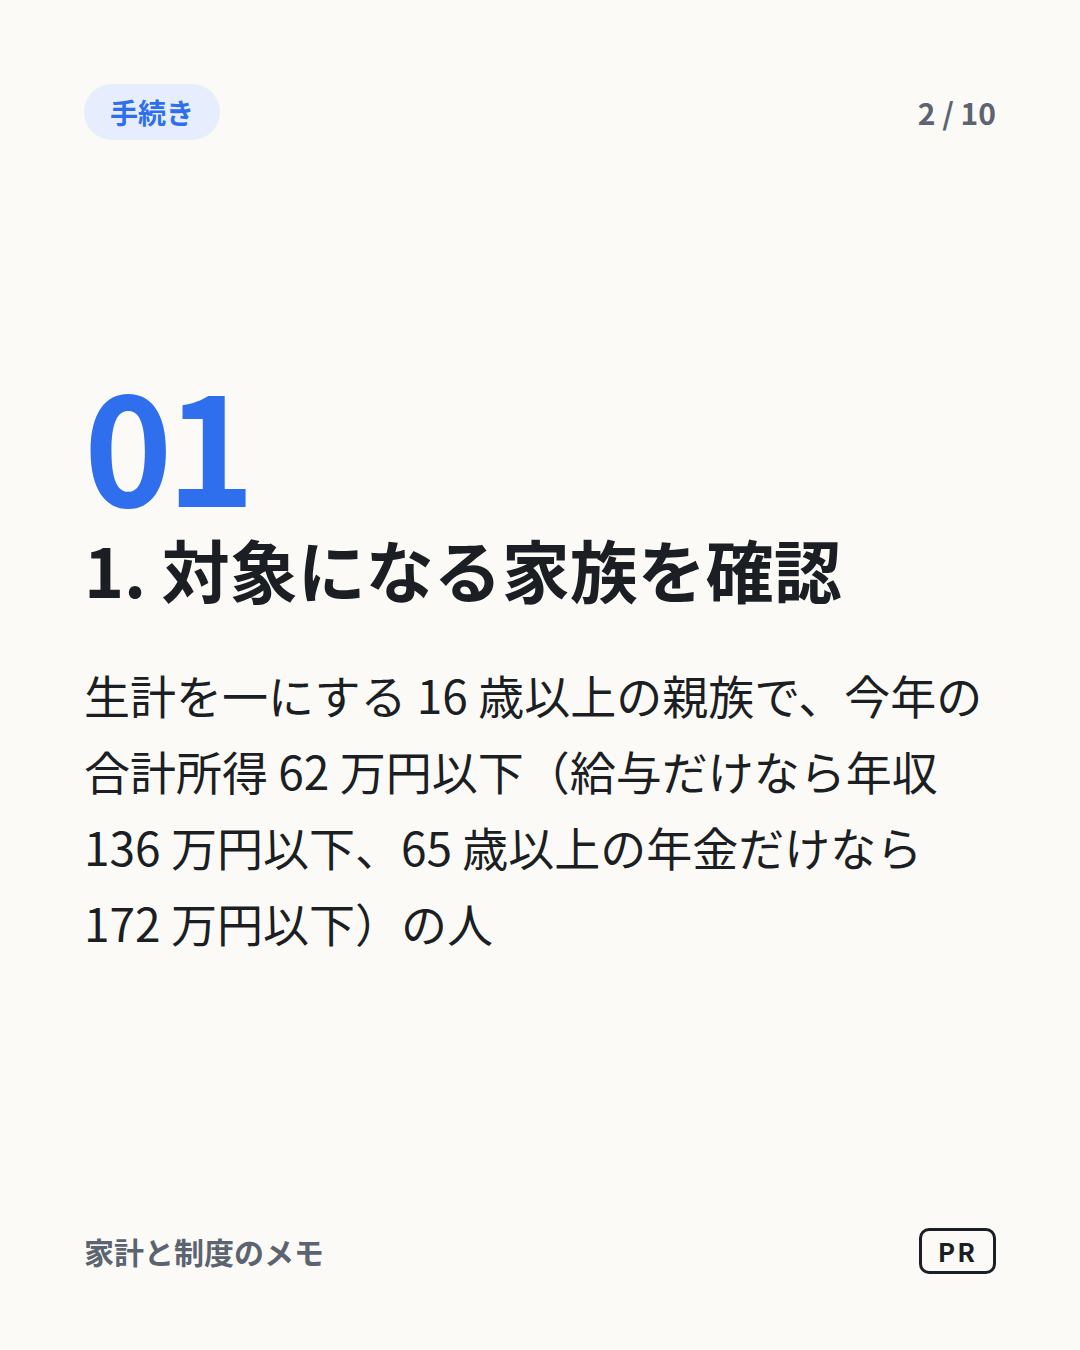 手続き
2 / 10
01
1. 対象になる家族を確認
生計を一にする 16 歳以上の親族で、今年の
合計所得 62 万円以下（給与だけなら年収
136 万円以下、65 歳以上の年金だけなら
172 万円以下）の人
家計と制度のメモ
PR